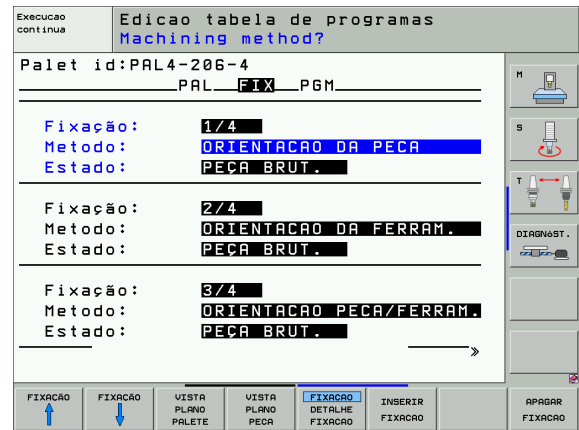 Execucao
continua
Edicao tabela de programas
Machining method?
Palet id:PAL4-206-4
PAL FIX PGM
Fixação: 1/4
Metodo: ORIENTACAO DA PECA
Estado: PEÇA BRUT.
Fixação: 2/4
Metodo: ORIENTACAO DA FERRAM.
Estado: PEÇA BRUT.
Fixação: 3/4
Metodo: ORIENTACAO PECA/FERRAM.
Estado: PEÇA BRUT.
»
M
S
T
DIAGNÓST.
FIXACÃO
FIXACÃO
VISTA
PLANO
PALETE
VISTA
PLANO
PECA
FIXACAO
DETALHE
FIXACAO
INSERIR
FIXACAO
APAGAR
FIXACAO